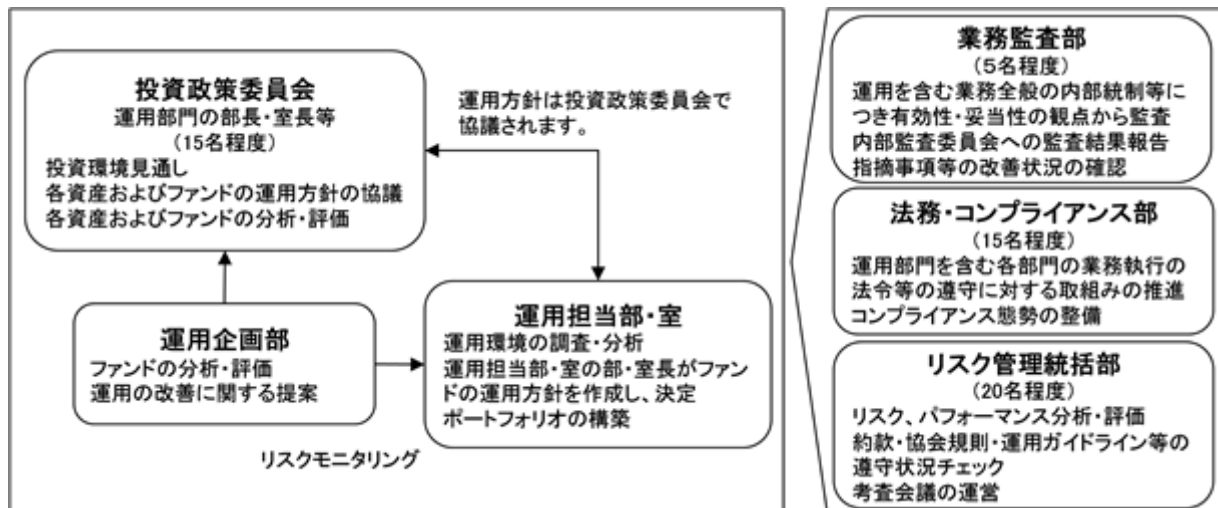 投資政策委員会
運用部門の部長・室長等
(15名程度)
投資環境見通し
各資産およびファンドの運用方針の協議
各資産およびファンドの分析・評価
運用方針は投資政策委員会で
協議されます。
運用企画部
ファンドの分析・評価
運用の改善に関する提案
運用担当部・室
運用環境の調査・分析
運用担当部・室の部・室長がファン
ドの運用方針を作成し、決定
ポートフォリオの構築
リスクモニタリング
業務監査部
(5名程度)
運用を含む業務全般の内部統制等に
つき有効性・妥当性の観点から監査
内部監査委員会への監査結果報告
指摘事項等の改善状況の確認
法務・コンプライアンス部
(15名程度)
運用部門を含む各部門の業務執行の
法令等の遵守に対する取組みの推進
コンプライアンス態勢の整備
リスク管理統括部
(20名程度)
リスク、パフォーマンス分析・評価
約款・協会規則・運用ガイドライン等の
遵守状況チェック
考査会議の運営